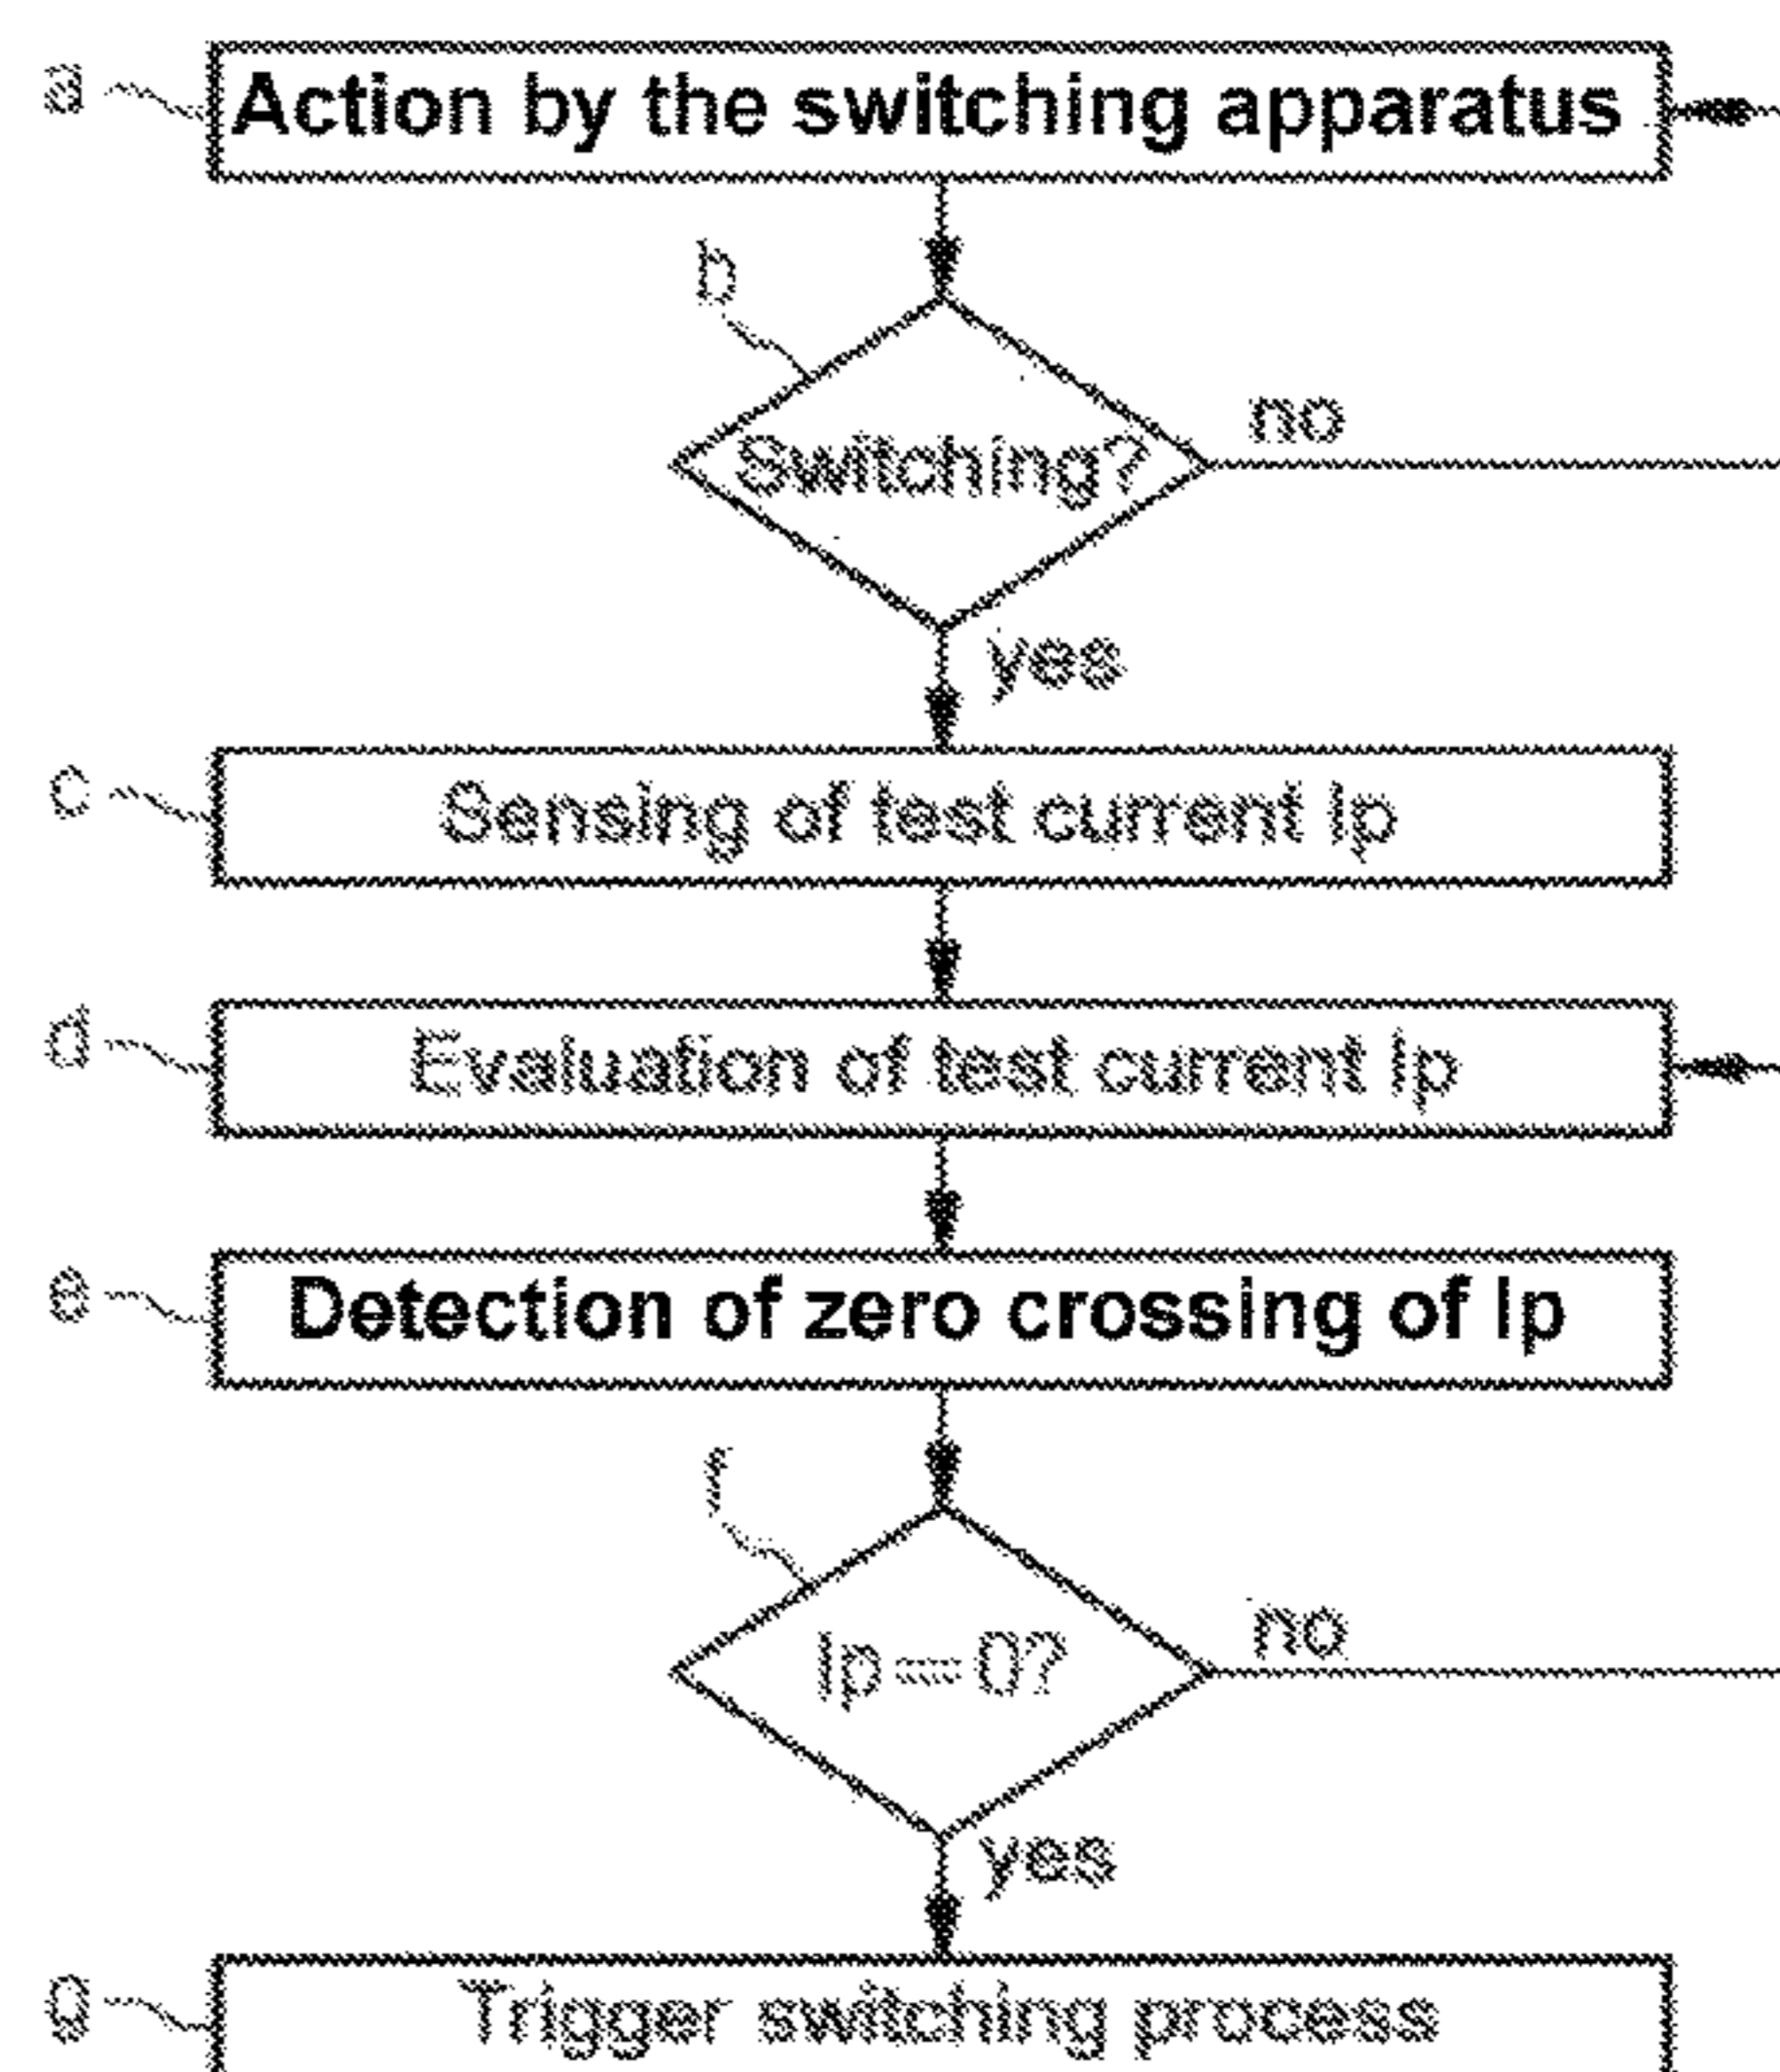 a
Action by the switching apparatus
b
Switching?
no
yes
c
Sensing of test current Ip
d
Evaluation of test current Ip
e
Detection of zero crossing of Ip
f
Ip==0?
no
yes
g
Trigger switching process